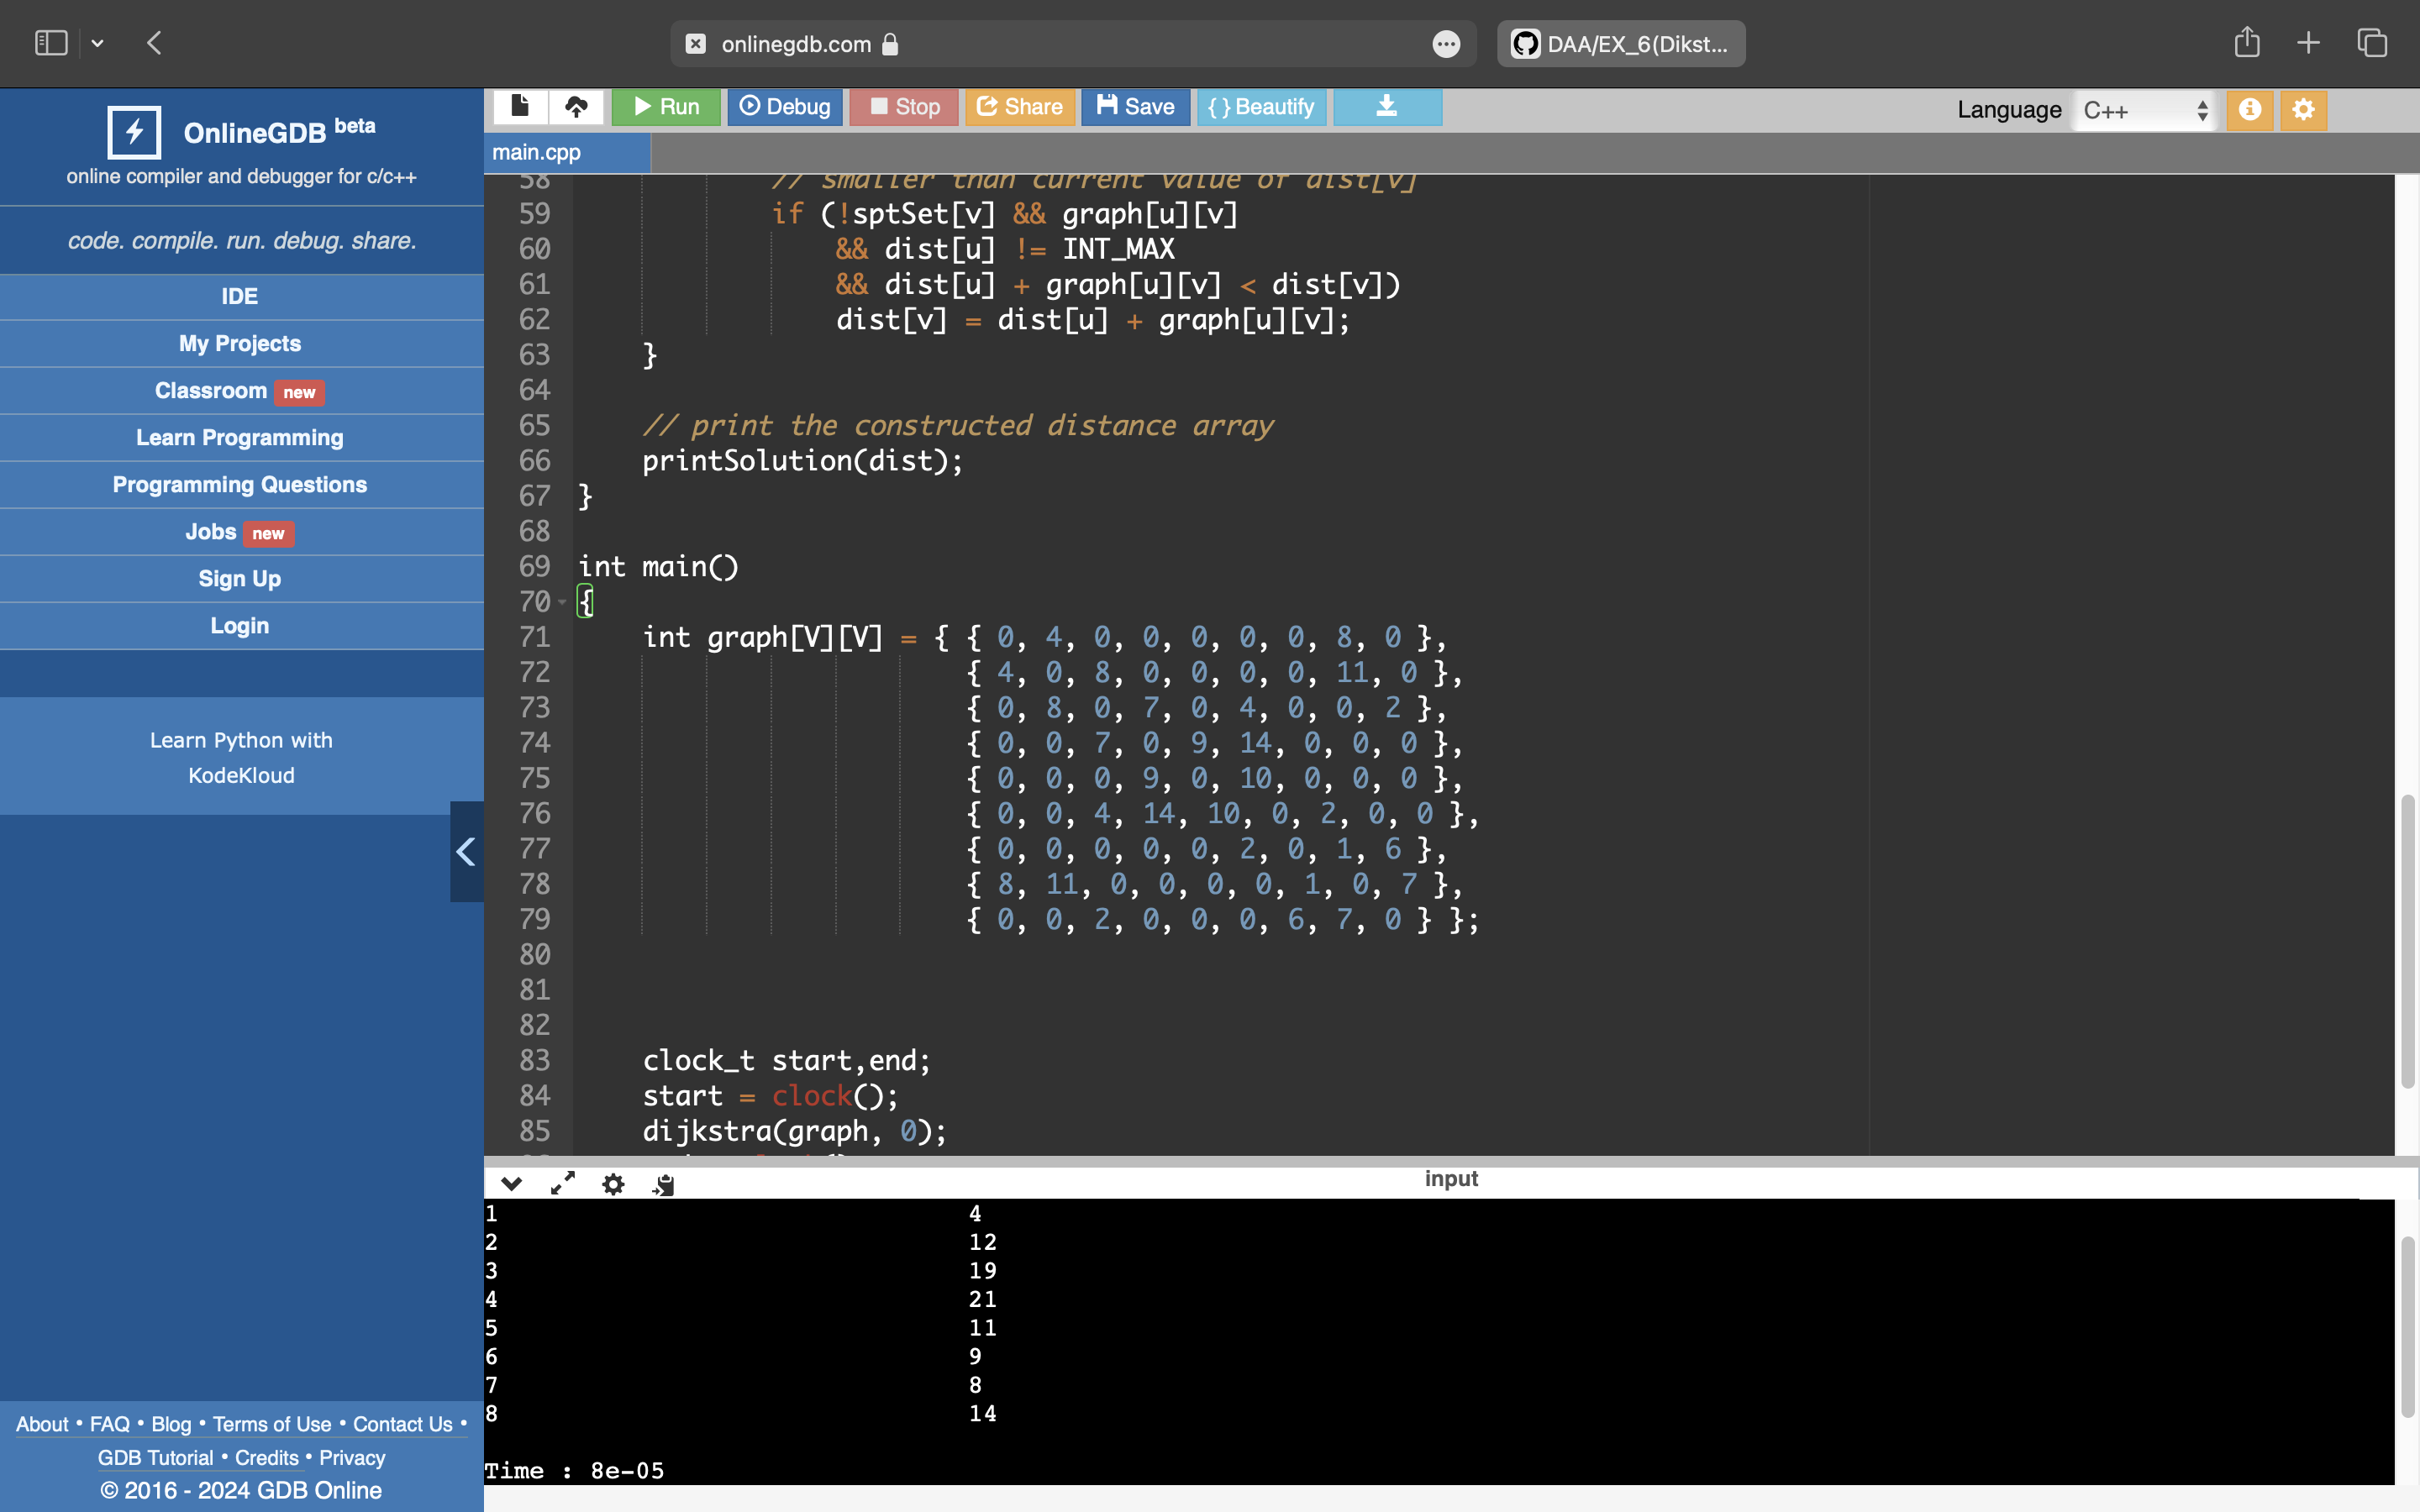 onlinegdb.com
DAA/EX_6(Dikst...
OnlineGDB beta
online compiler and debugger for c/c++
code. compile. run. debug. share.
IDE
My Projects
Classroom new
Learn Programming
Programming Questions
Jobs new
Sign Up
Login
Learn Python with
KodeKloud
About • FAQ • Blog • Terms of Use • Contact Us •
GDB Tutorial • Credits • Privacy
© 2016 - 2024 GDB Online
Run Debug Stop Share Save { } Beautify
Language C++
main.cpp
58 // smaller than current value of dist[v]
59 if (!sptSet[v] && graph[u][v]
60 && dist[u] != INT_MAX
61 && dist[u] + graph[u][v] < dist[v])
62 dist[v] = dist[u] + graph[u][v];
63 }
64
65 // print the constructed distance array
66 printSolution(dist);
67 }
68
69 int main()
70 {
71 int graph[V][V] = { { 0, 4, 0, 0, 0, 0, 0, 8, 0 },
72 { 4, 0, 8, 0, 0, 0, 0, 11, 0 },
73 { 0, 8, 0, 7, 0, 4, 0, 0, 2 },
74 { 0, 0, 7, 0, 9, 14, 0, 0, 0 },
75 { 0, 0, 0, 9, 0, 10, 0, 0, 0 },
76 { 0, 0, 4, 14, 10, 0, 2, 0, 0 },
77 { 0, 0, 0, 0, 0, 2, 0, 1, 6 },
78 { 8, 11, 0, 0, 0, 0, 1, 0, 7 },
79 { 0, 0, 2, 0, 0, 0, 6, 7, 0 } };
80
81
82
83 clock_t start,end;
84 start = clock();
85 dijkstra(graph, 0);
input
1 4
2 12
3 19
4 21
5 11
6 9
7 8
8 14
Time : 8e-05